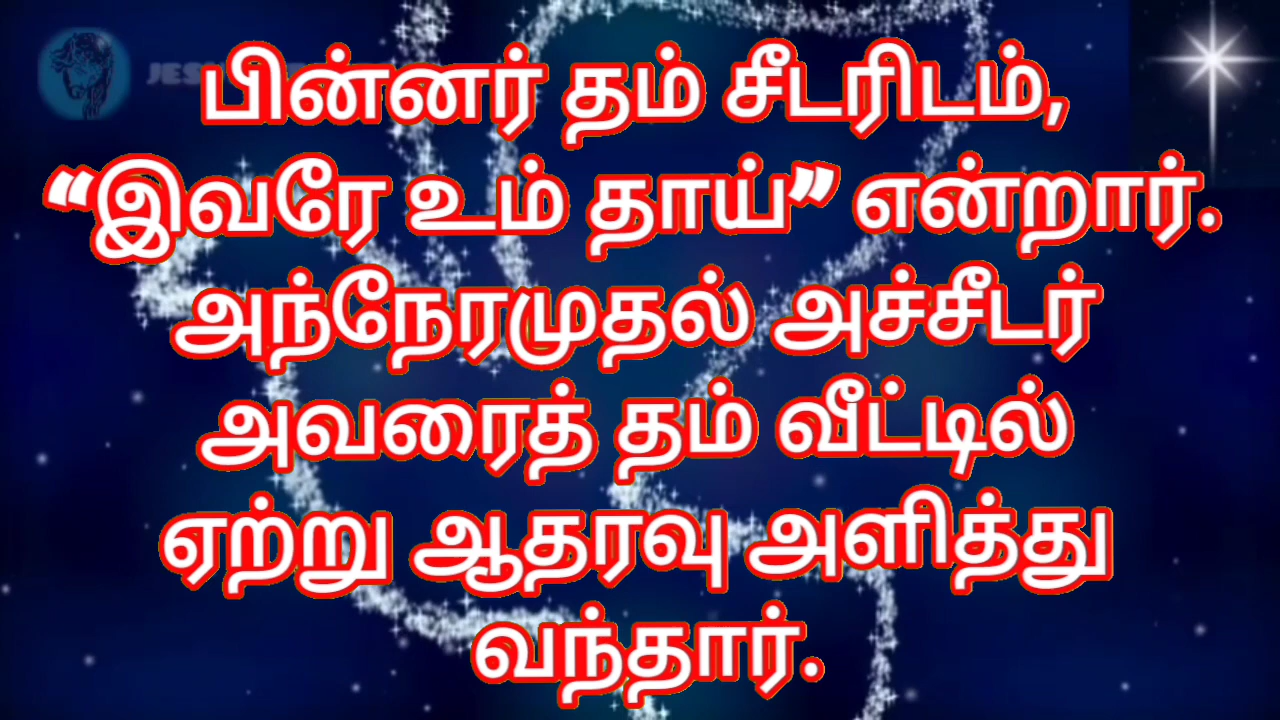 பின்னர் தம் சீடரிடம்,
“இவரே உம் தாய்” என்றார்.
அந்நேரமுதல் அச்சீடர்
அவரைத் தம் வீட்டில்
ஏற்று ஆதரவு அளித்து
வந்தார்.